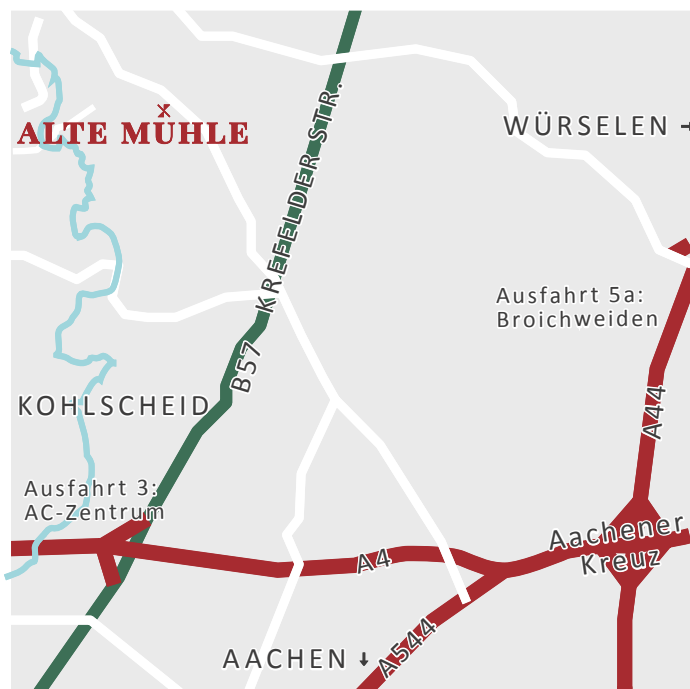 ALTE MÜHLE
WÜRSELEN
KREFELDER STR.
Ausfahrt 5a:
Broichweiden
B57
KOHLSCHEID
A44
Ausfahrt 3:
AC-Zentrum
Aachener
Kreuz
A4
A544
AACHEN